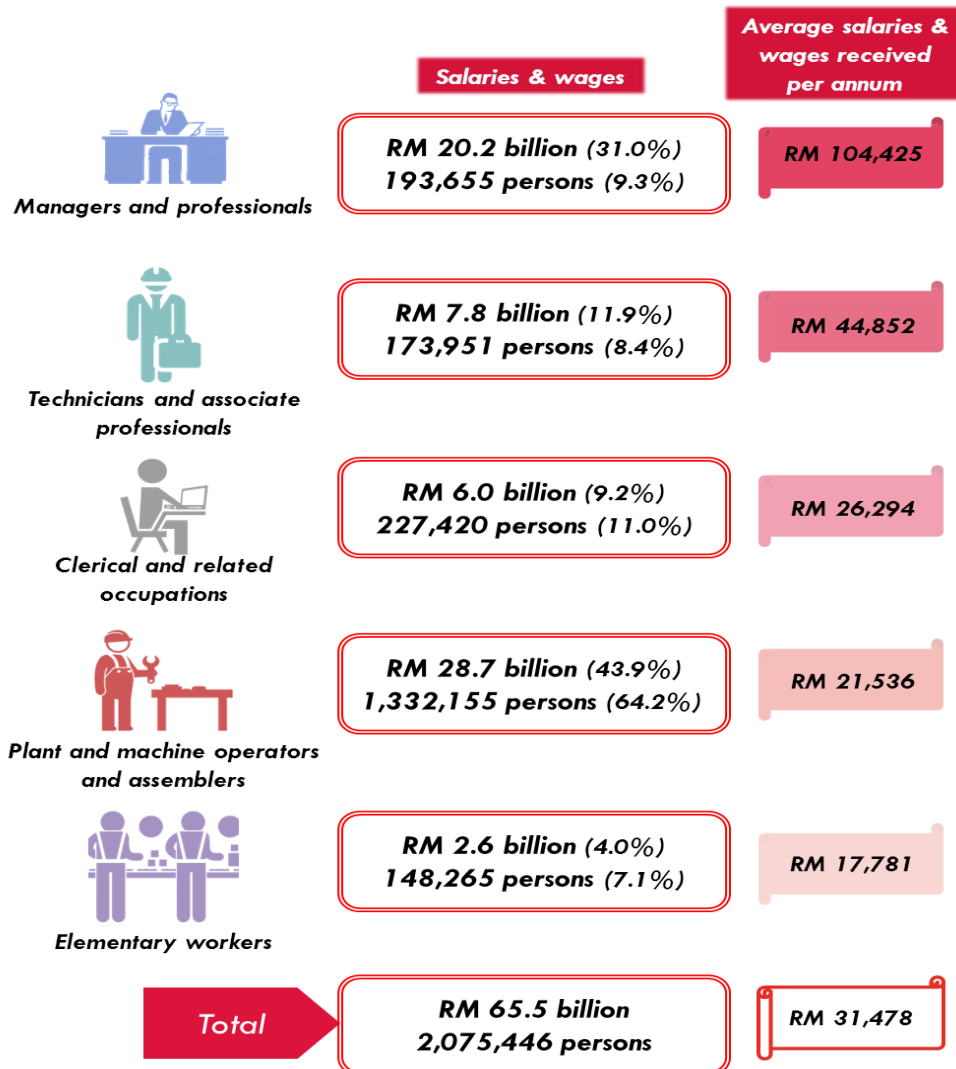 Salaries & wages
Average salaries &
wages received
per annum
Managers and professionals
RM 20.2 billion (31.0%)
193,655 persons (9.3%)
RM 104,425
Technicians and associate
professionals
RM 7.8 billion (11.9%)
173,951 persons (8.4%)
RM 44,852
Clerical and related
occupations
RM 6.0 billion (9.2%)
227,420 persons (11.0%)
RM 26,294
Plant and machine operators
and assemblers
RM 28.7 billion (43.9%)
1,332,155 persons (64.2%)
RM 21,536
Elementary workers
RM 2.6 billion (4.0%)
148,265 persons (7.1%)
RM 17,781
Total
RM 65.5 billion
2,075,446 persons
RM 31,478